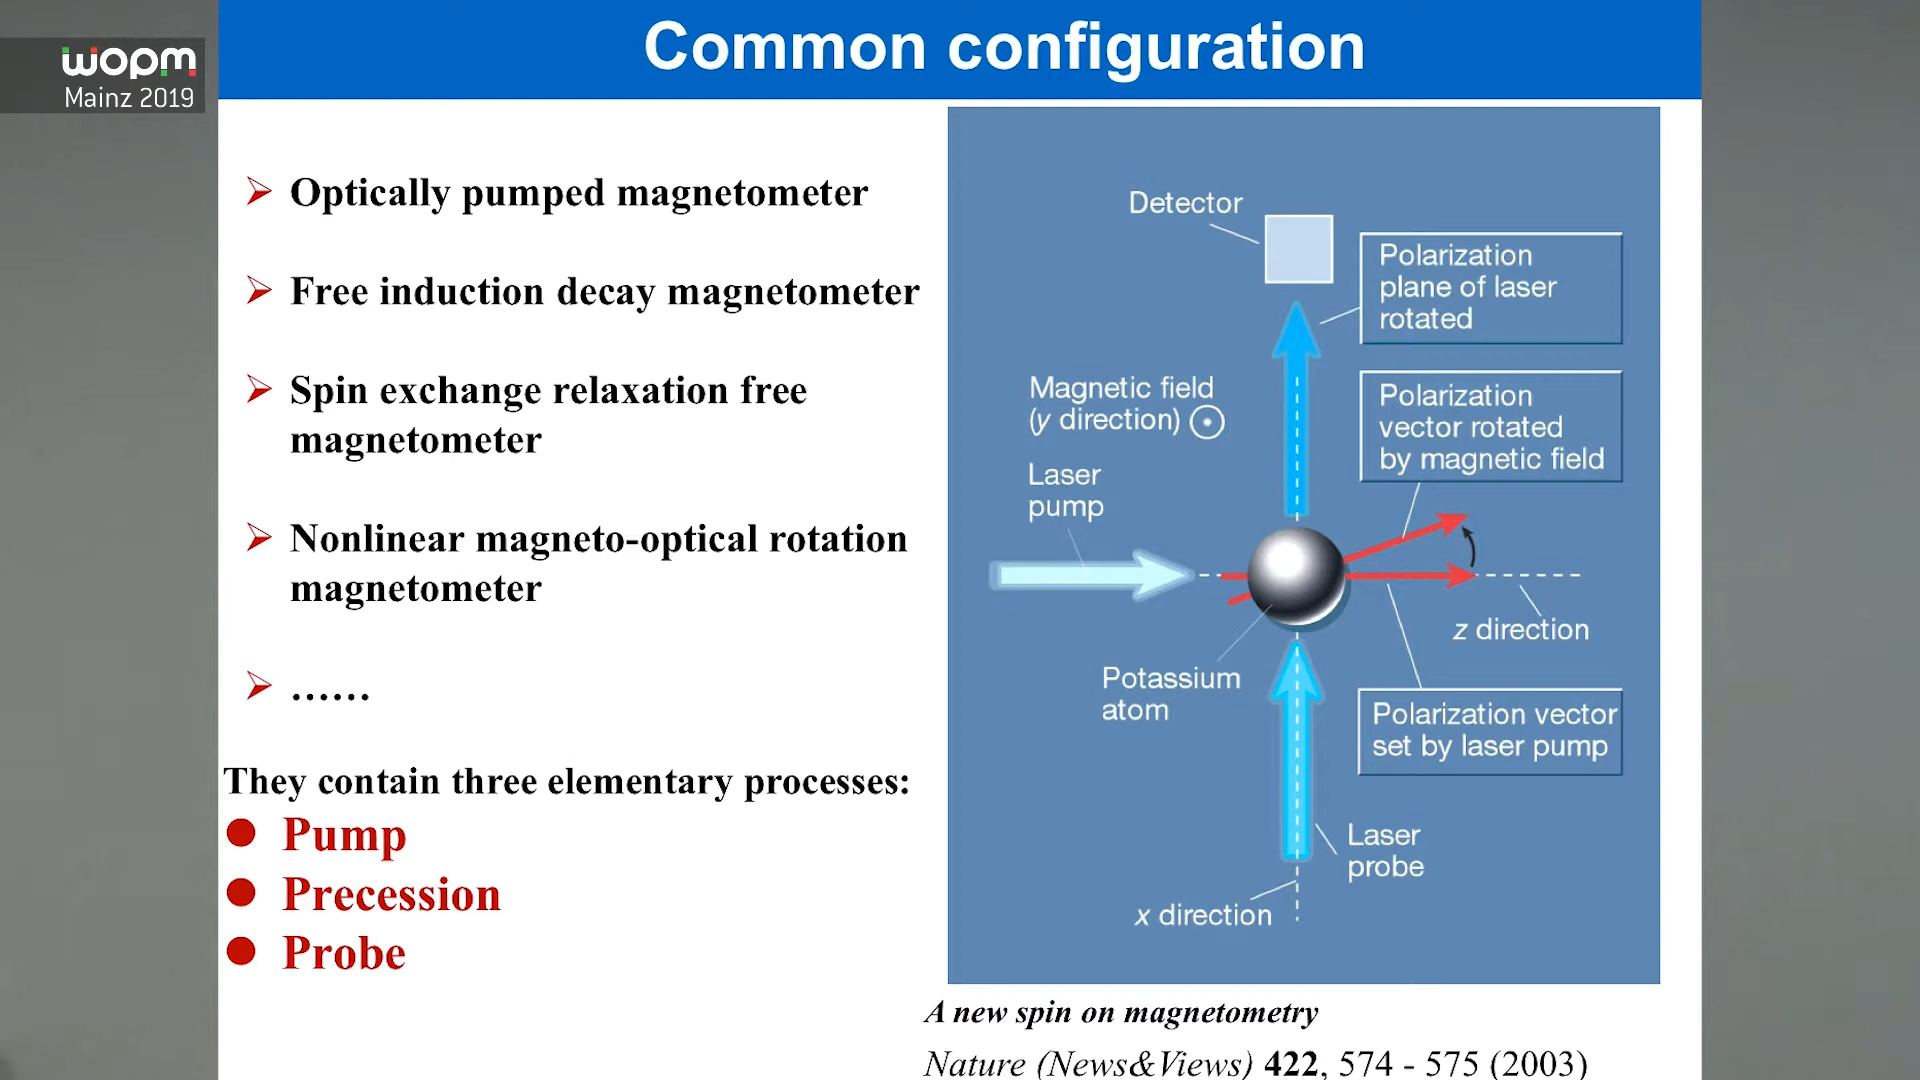 Common configuration
wopm
Mainz 2019
Optically pumped magnetometer
Free induction decay magnetometer
Spin exchange relaxation free
magnetometer
Nonlinear magneto-optical rotation
magnetometer
......
They contain three elementary processes:
Pump
Precession
Probe
Detector
Polarization
plane of laser
rotated
Magnetic field
(y direction)
Polarization
vector rotated
by magnetic field
Laser
pump
z direction
Potassium
atom
Polarization vector
set by laser pump
Laser
probe
x direction
A new spin on magnetometry
Nature (News&Views) 422, 574 - 575 (2003)